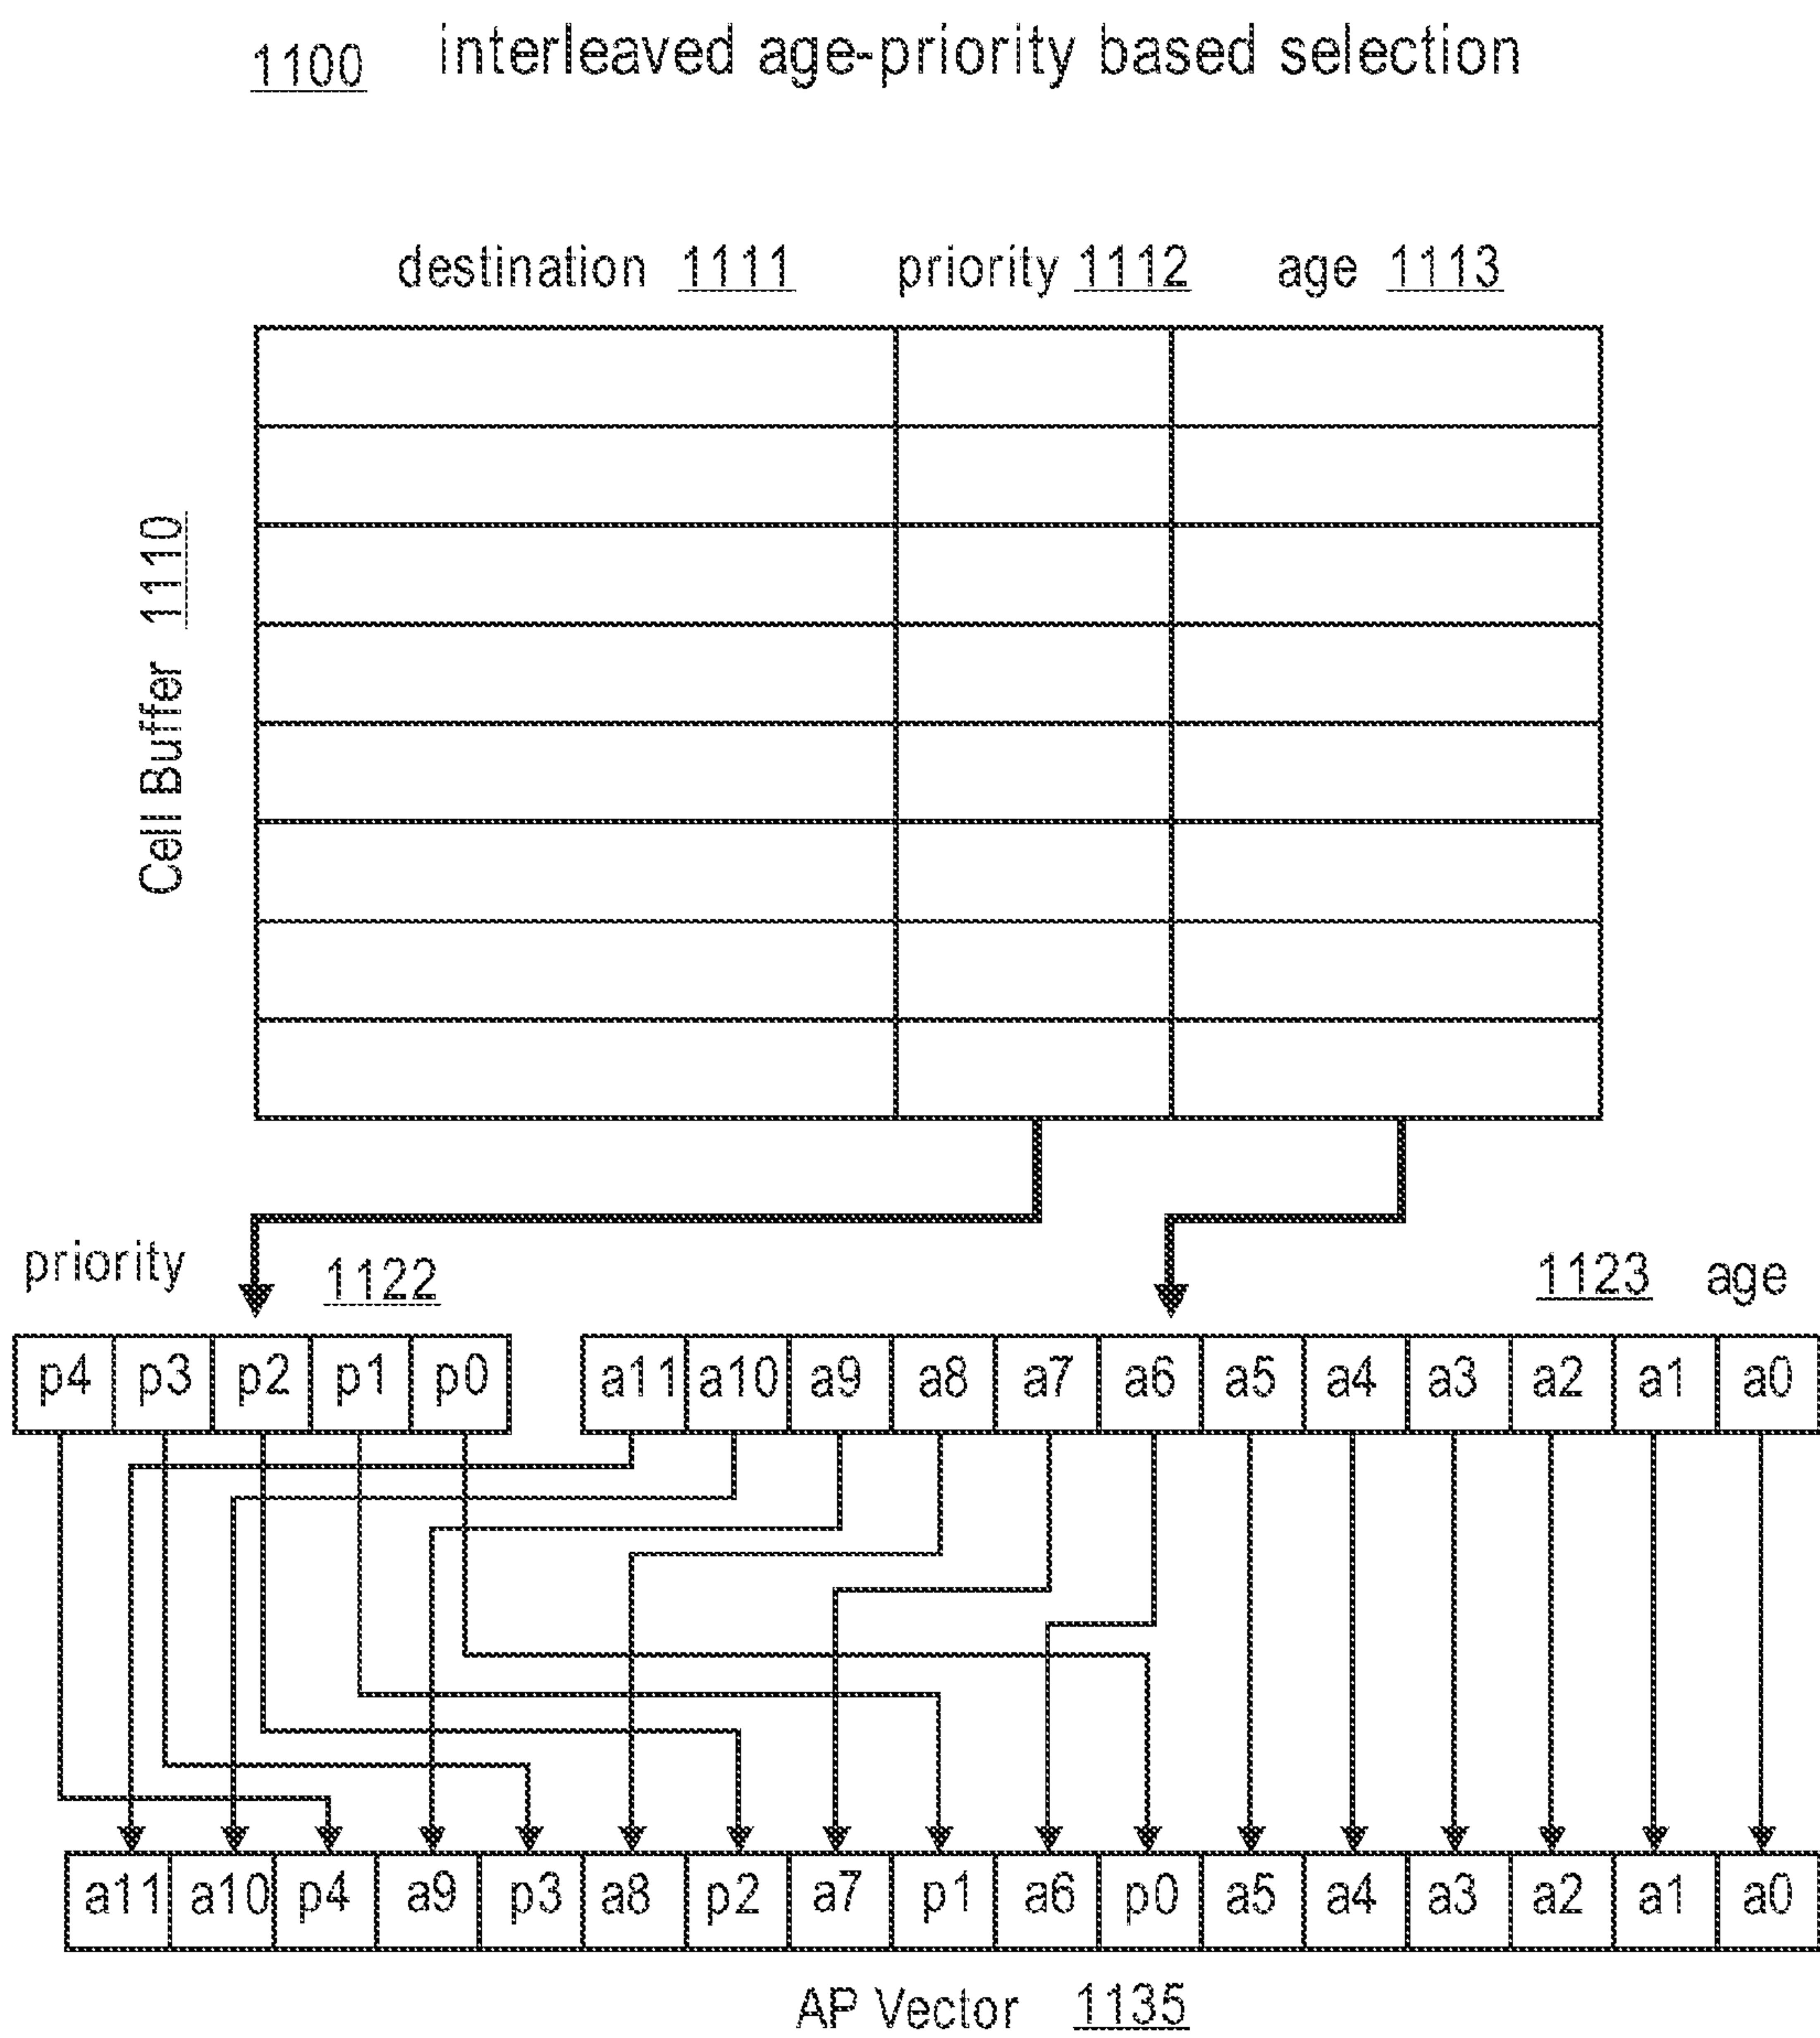 1100 interleaved age-priority based selection
destination 1111 priority 1112 age 1113
Cell Buffer 1110
priority 1122 1123 age
p4 p3 p2 p1 p0 a11 a10 a9 a8 a7 a6 a5 a4 a3 a2 a1 a0
a11 a10 p4 a9 p3 a8 p2 a7 p1 a6 p0 a5 a4 a3 a2 a1 a0
AP Vector 1135